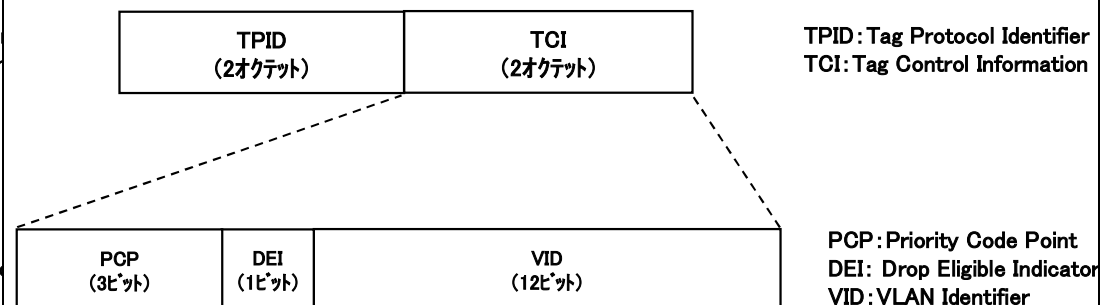 TPID
(2オクテット)
TCI
(2オクテット)
TPID:Tag Protocol Identifier
TCI:Tag Control Information
PCP
(3ビット)
DEI
(1ビット)
VID
(12ビット)
PCP:Priority Code Point
DEI: Drop Eligible Indicator
VID:VLAN Identifier